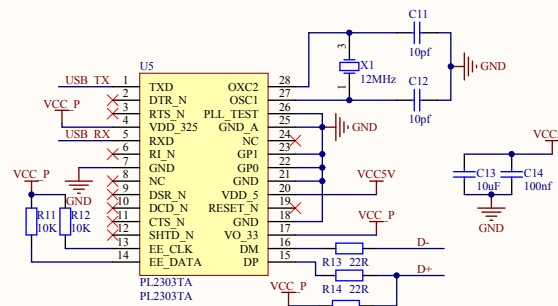 C11
10pf
U5
X1
12MHz
GND
USB_TX
1 TXD OXC2 28
3
2 DTR_N OSC1 27
1
C12
10pf
3 RTS_N PLL_TEST 26
VCC_P
4 VDD_325 GND_A 25
GND
USB_RX
5 RXD NC 24
6 RI_N GP1 23
7 GND GP0 22
8 NC GND 21
VCC_P
GND
9 DSR_N VDD_5 20
VCC5V
10 DCD_N RESET_N 19
11 CTS_N GND 18
12 SHTD_N VO_33 17
VCC_P
13 EE_CLK DM 16
14 EE_DATA DP 15
R11
10K
R12
10K
C13
10uF
C14
100nf
GND
R13 22R
D-
R14 22R
D+
VCC_P
PL2303TA
PL2303TA